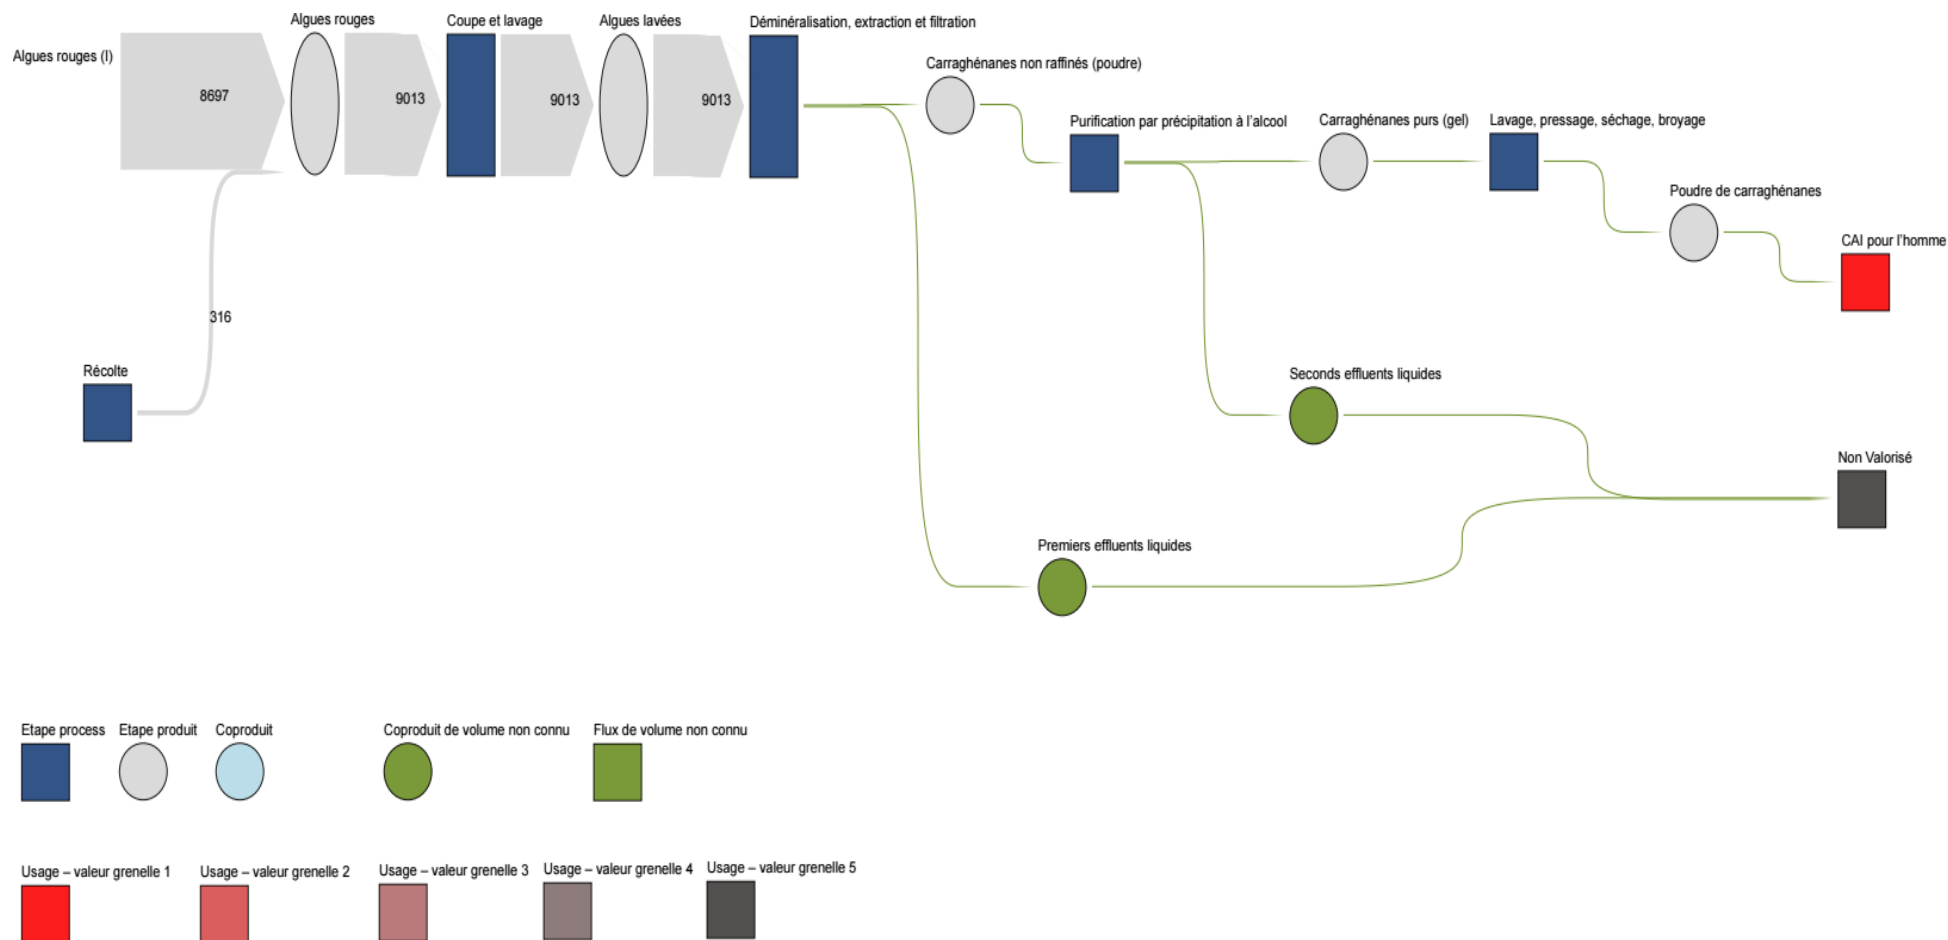 Algues rouges (I)
8697
Algues rouges
9013
Coupe et lavage
9013
Algues lavées
9013
Déminéralisation, extraction et filtration
Carraghénanes non raffinés (poudre)
Purification par précipitation à l'alcool
Carraghénanes purs (gel)
Lavage, pressage, séchage, broyage
Poudre de carraghénanes
CAI pour l'homme
316
Récolte
Seconds effluents liquides
Non Valorisé
Premiers effluents liquides
Etape process
Etape produit
Coproduit
Coproduit de volume non connu
Flux de volume non connu
Usage – valeur grenelle 1
Usage – valeur grenelle 2
Usage – valeur grenelle 3
Usage – valeur grenelle 4
Usage – valeur grenelle 5